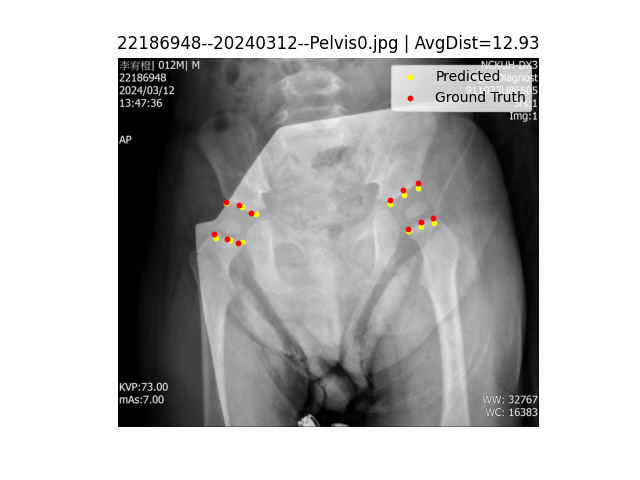 22186948--20240312--Pelvis0.jpg | AvgDist=12.93
李宥橙| 012M| M
22186948
2024/03/12
13:47:36
AP
NCKUH-DX3
Predicted
Ground Truth
Img:1
KVP:73.00
mAs:7.00
WW: 32767
WC: 16383